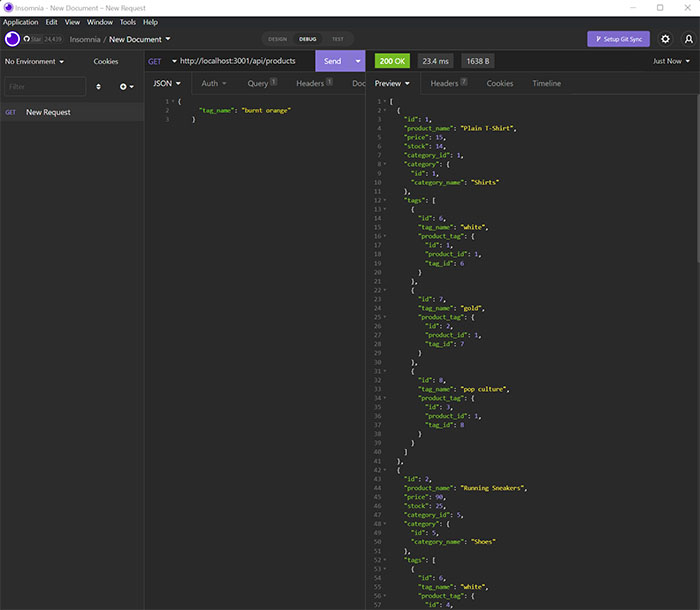 Insomnia - New Document – New Request
Application Edit View Window Tools Help
Star 24,439 Insomnia / New Document DESIGN DEBUG TEST Setup Git Sync
No Environment Cookies GET http://localhost:3001/api/products Send 200 OK 23.4 ms 1638 B Just Now
Filter JSON Auth Query 1 Headers 1 Doc Preview Headers 7 Cookies Timeline
GET New Request
1 {
2 "tag_name": "burnt orange"
3 }
1 [
2 {
3 "id": 1,
4 "product_name": "Plain T-Shirt",
5 "price": 15,
6 "stock": 14,
7 "category_id": 1,
8 "category": {
9 "id": 1,
10 "category_name": "Shirts"
11 },
12 "tags": [
13 {
14 "id": 6,
15 "tag_name": "white",
16 "product_tag": {
17 "id": 1,
18 "product_id": 1,
19 "tag_id": 6
20 }
21 },
22 {
23 "id": 7,
24 "tag_name": "gold",
25 "product_tag": {
26 "id": 2,
27 "product_id": 1,
28 "tag_id": 7
29 }
30 },
31 {
32 "id": 8,
33 "tag_name": "pop culture",
34 "product_tag": {
35 "id": 3,
36 "product_id": 1,
37 "tag_id": 8
38 }
39 }
40 ]
41 },
42 {
43 "id": 2,
44 "product_name": "Running Sneakers",
45 "price": 90,
46 "stock": 25,
47 "category_id": 5,
48 "category": {
49 "id": 5,
50 "category_name": "Shoes"
51 },
52 "tags": [
53 {
54 "id": 6,
55 "tag_name": "white",
56 "product_tag": {
57 "id": 4,